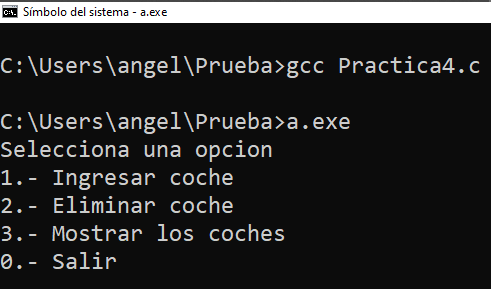 Símbolo del sistema - a.exe
C:\Users\angel\Prueba>gcc Practica4.c
C:\Users\angel\Prueba>a.exe
Selecciona una opcion
1.- Ingresar coche
2.- Eliminar coche
3.- Mostrar los coches
0.- Salir